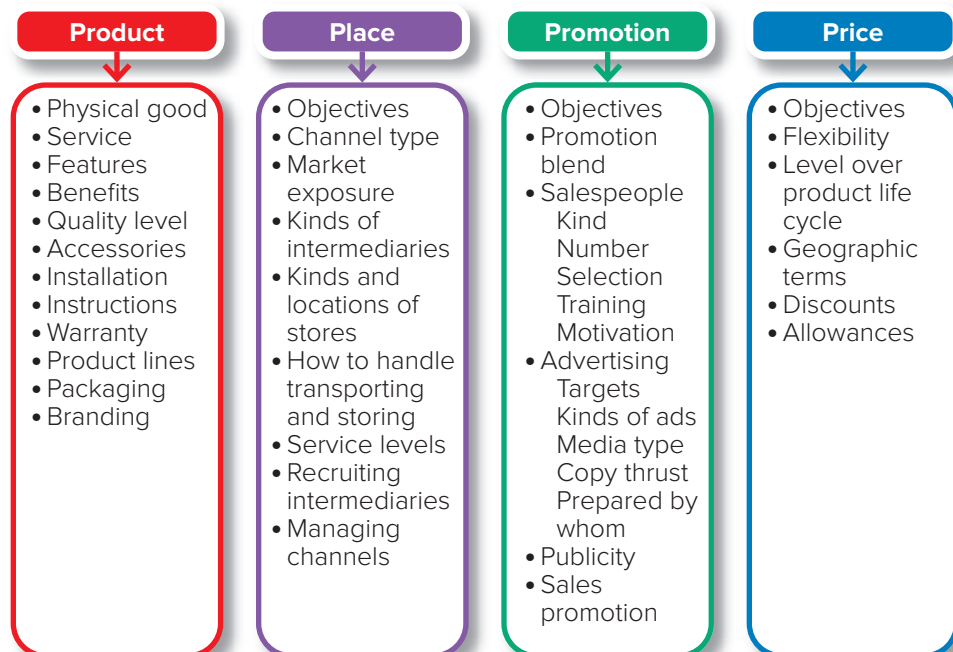 Product
• Physical good
• Service
• Features
• Benefits
• Quality level
• Accessories
• Installation
• Instructions
• Warranty
• Product lines
• Packaging
• Branding
Place
• Objectives
• Channel type
• Market
exposure
• Kinds of
intermediaries
• Kinds and
locations of
stores
• How to handle
transporting
and storing
• Service levels
• Recruiting
intermediaries
• Managing
channels
Promotion
• Objectives
• Promotion
blend
• Salespeople
Kind
Number
Selection
Training
Motivation
• Advertising
Targets
Kinds of ads
Media type
Copy thrust
Prepared by
whom
• Publicity
• Sales
promotion
Price
• Objectives
• Flexibility
• Level over
product life
cycle
• Geographic
terms
• Discounts
• Allowances